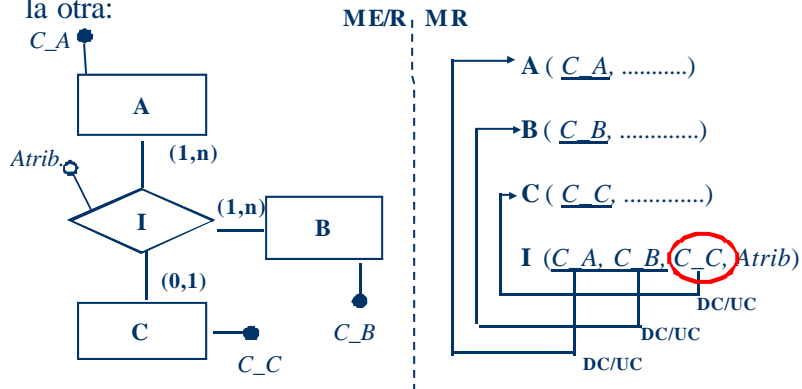 la otra:
ME/R MR
C_A
A
Atrib.
(1,n)
I
(1,n)
B
(0,1)
C
C_B
C_C
A ( C_A, ...........)
B ( C_B, .............)
C ( C_C, .............)
I (C_A, C_B, C_C, Atrib)
DC/UC
DC/UC
DC/UC